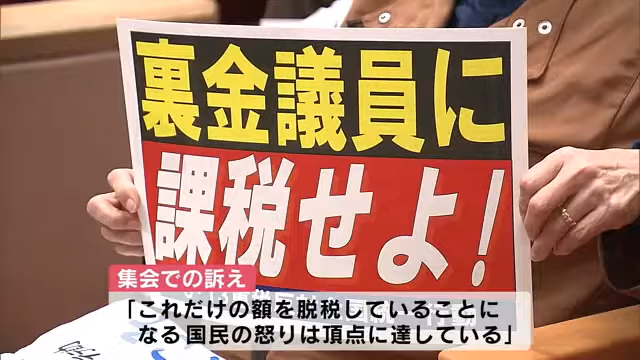 裏金議員に
課税せよ!
集会での訴え
「これだけの額を脱税していることに
なる 国民の怒りは頂点に達している」